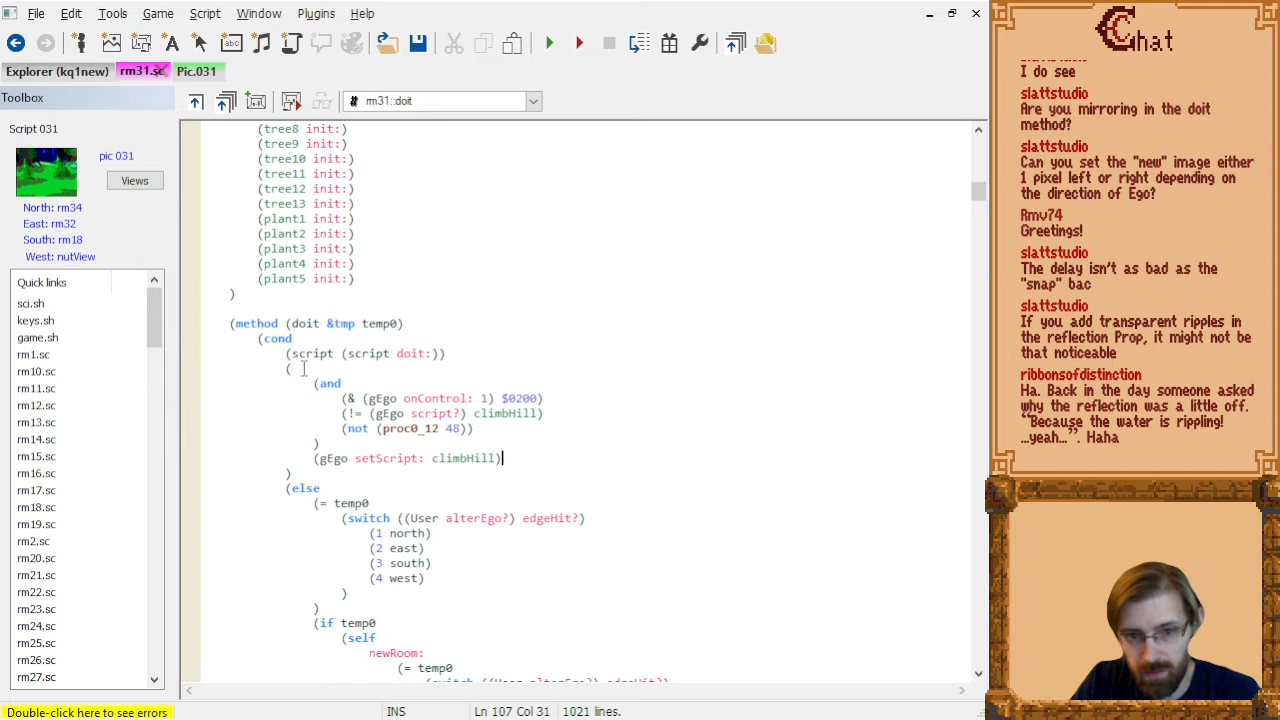 File Edit Tools Game Script Window Plugins Help
Explorer (kq1new) rm31.sc Pic.031
Toolbox
rm31::doit
Script 031
pic 031
Views
North: rm34
East: rm32
South: rm18
West: nutView
Quick links
sci.sh
keys.sh
game.sh
rm1.sc
rm10.sc
rm11.sc
rm12.sc
rm13.sc
rm14.sc
rm15.sc
rm16.sc
rm17.sc
rm18.sc
rm19.sc
rm2.sc
rm20.sc
rm21.sc
rm22.sc
rm23.sc
rm24.sc
rm25.sc
rm26.sc
rm27.sc
(tree8 init:)
(tree9 init:)
(tree10 init:)
(tree11 init:)
(tree12 init:)
(tree13 init:)
(plant1 init:)
(plant2 init:)
(plant3 init:)
(plant4 init:)
(plant5 init:)
)
(method (doit &tmp temp0)
(cond
(script (script doit:))
(
(and
(& (gEgo onControl: 1) $0200)
(!= (gEgo script?) climbHill)
(not (proc0_12 48))
)
(gEgo setScript: climbHill)
)
(else
(= temp0
(switch ((User alterEgo?) edgeHit?)
(1 north)
(2 east)
(3 south)
(4 west)
)
)
(if temp0
(self
newRoom:
(= temp0
(switch ((User alterEgo?) edgeHit?)
Double-click here to see errors
INS
Ln 107 Col 31 1021 lines.
Chat
I do see
slattstudio
Are you mirroring in the doit
method?
slattstudio
Can you set the "new" image either
1 pixel left or right depending on
the direction of Ego?
Rmv74
Greetings!
slattstudio
The delay isn't as bad as the
"snap" bac
slattstudio
If you add transparent ripples in
the reflection Prop, it might not be
that noticeable
ribbonsofdistinction
Ha. Back in the day someone asked
why the reflection was a little off.
“Because the water is rippling!
…yeah…”. Haha